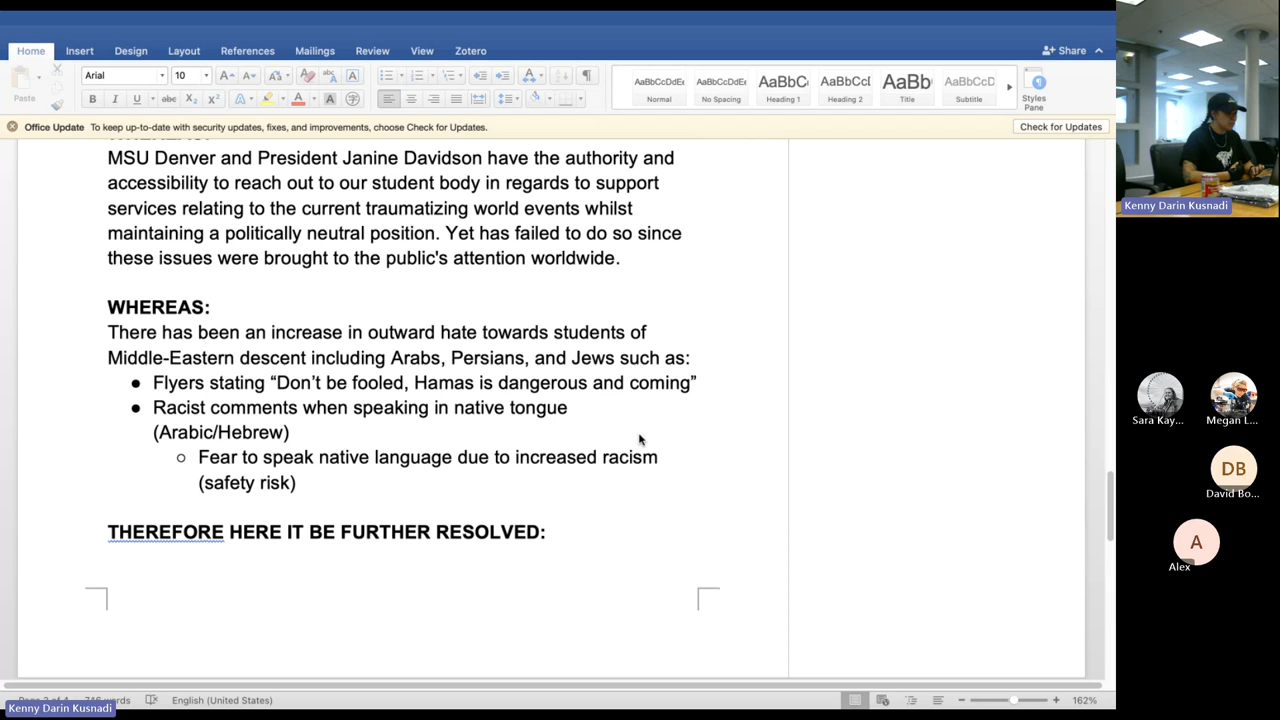 Home Insert Design Layout References Mailings Review View Zotero Share
Arial 10
Paste
AaBbCcDdEe AaBbCcDdEe AaBbC AaBbCcD AaBb AaBbCcD
Normal No Spacing Heading 1 Heading 2 Title Subtitle Styles Pane
Office Update To keep up-to-date with security updates, fixes, and improvements, choose Check for Updates. Check for Updates
MSU Denver and President Janine Davidson have the authority and
accessibility to reach out to our student body in regards to support
services relating to the current traumatizing world events whilst
maintaining a politically neutral position. Yet has failed to do so since
these issues were brought to the public's attention worldwide.
WHEREAS:
There has been an increase in outward hate towards students of
Middle-Eastern descent including Arabs, Persians, and Jews such as:
● Flyers stating “Don’t be fooled, Hamas is dangerous and coming”
● Racist comments when speaking in native tongue
(Arabic/Hebrew)
○ Fear to speak native language due to increased racism
(safety risk)
THEREFORE HERE IT BE FURTHER RESOLVED:
English (United States) 162%
Kenny Darin Kusnadi
Kenny Darin Kusnadi
Sara Kay... Megan L...
DB
David Bo...
A
Alex